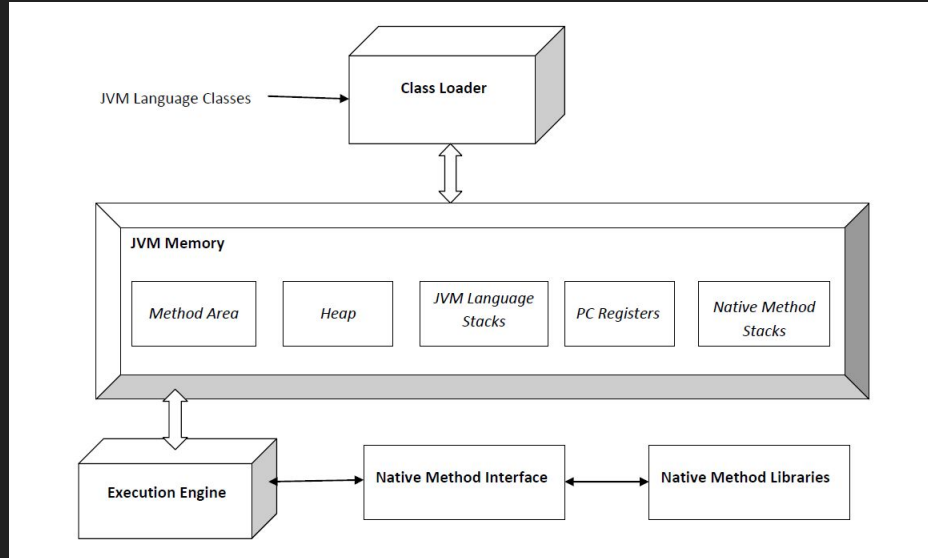 Class Loader
JVM Language Classes
JVM Memory
Method Area
Heap
JVM Language
Stacks
PC Registers
Native Method
Stacks
Execution Engine
Native Method Interface
Native Method Libraries